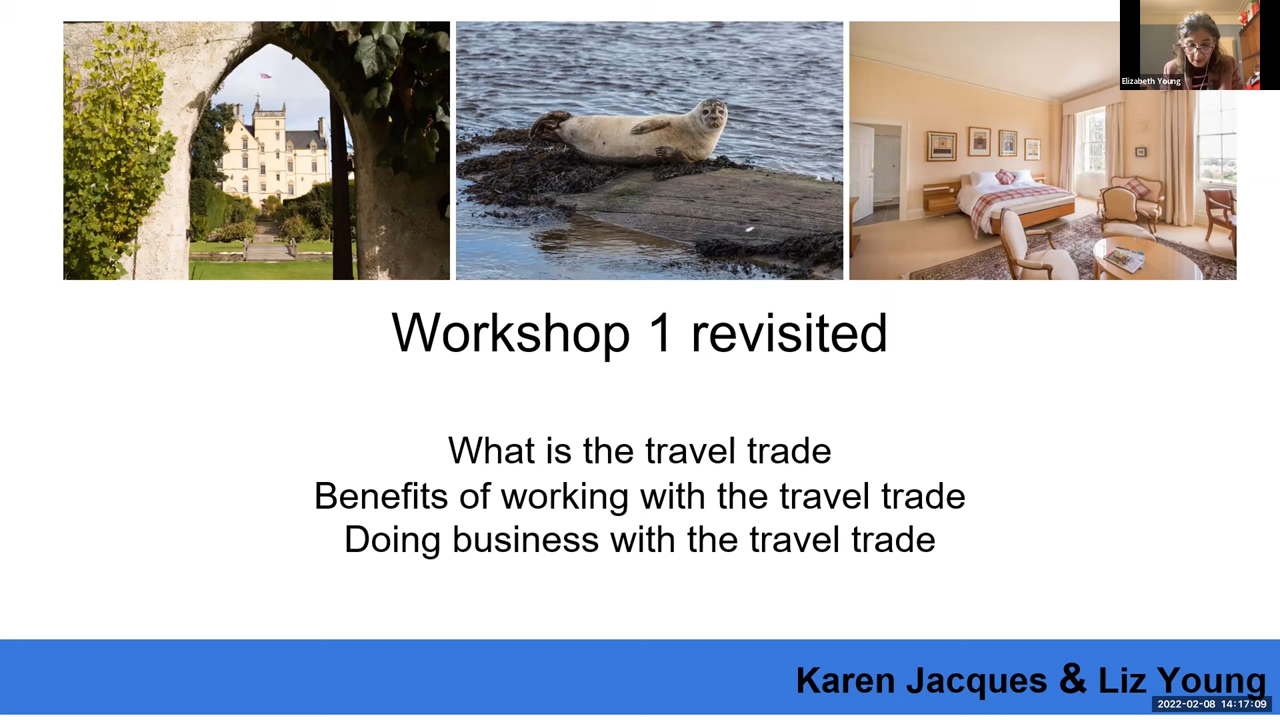 Elizabeth Young
Workshop 1 revisited
What is the travel trade
Benefits of working with the travel trade
Doing business with the travel trade
Karen Jacques & Liz Young
2022-02-08 14:17:09